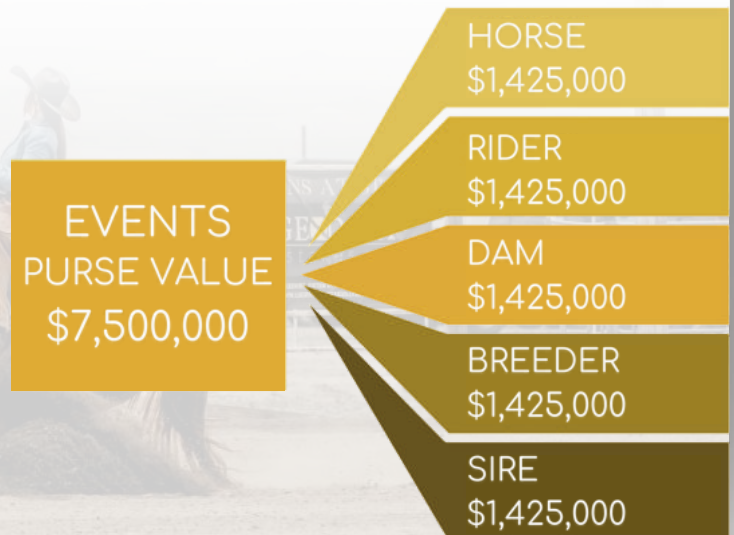 EVENTS
PURSE VALUE
$7,500,000
HORSE
$1,425,000
RIDER
$1,425,000
DAM
$1,425,000
BREEDER
$1,425,000
SIRE
$1,425,000